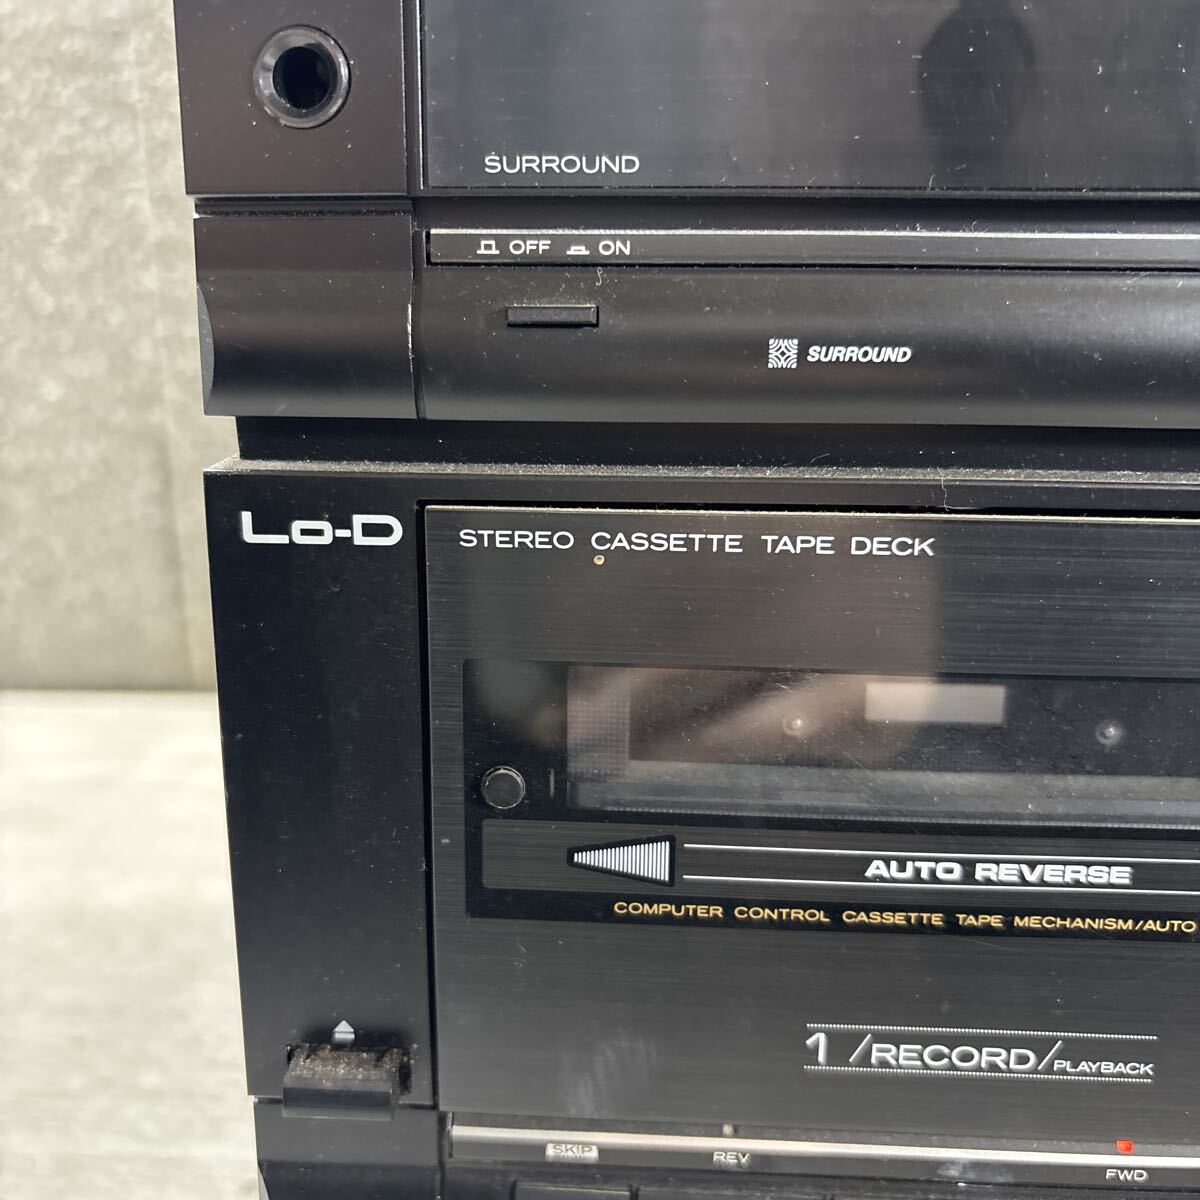 SURROUND
OFF ON
SURROUND
Lo-D
STEREO CASSETTE TAPE DECK
AUTO REVERSE
COMPUTER CONTROL CASSETTE TAPE MECHANISM/AUTO
1/RECORD/PLAYBACK
SKIP
REV
FWD